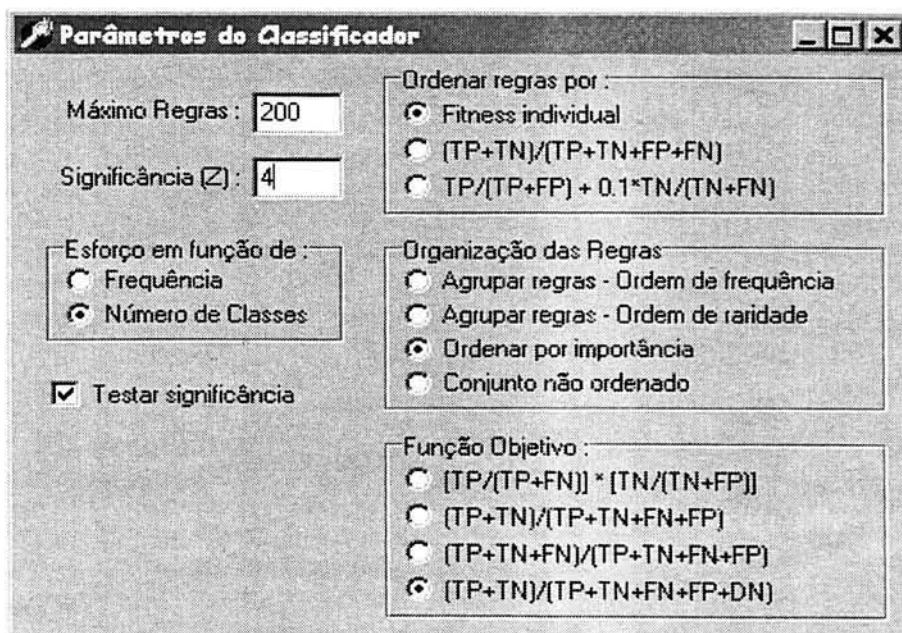 Parâmetros do Classificador
Máximo Regras : 200
Significância (Z) : 4
Esforço em função de :
Frequência
Número de Classes
Testar significância
Ordenar regras por :
Fitness individual
(TP+TN)/(TP+TN+FP+FN)
TP/(TP+FP) + 0.1*TN/(TN+FN)
Organização das Regras
Agrupar regras - Ordem de frequência
Agrupar regras - Ordem de raridade
Ordenar por importância
Conjunto não ordenado
Função Objetivo :
[TP/(TP+FN)] * [TN/(TN+FP)]
(TP+TN)/(TP+TN+FN+FP)
(TP+TN+FN)/(TP+TN+FN+FP)
(TP+TN)/(TP+TN+FN+FP+DN)